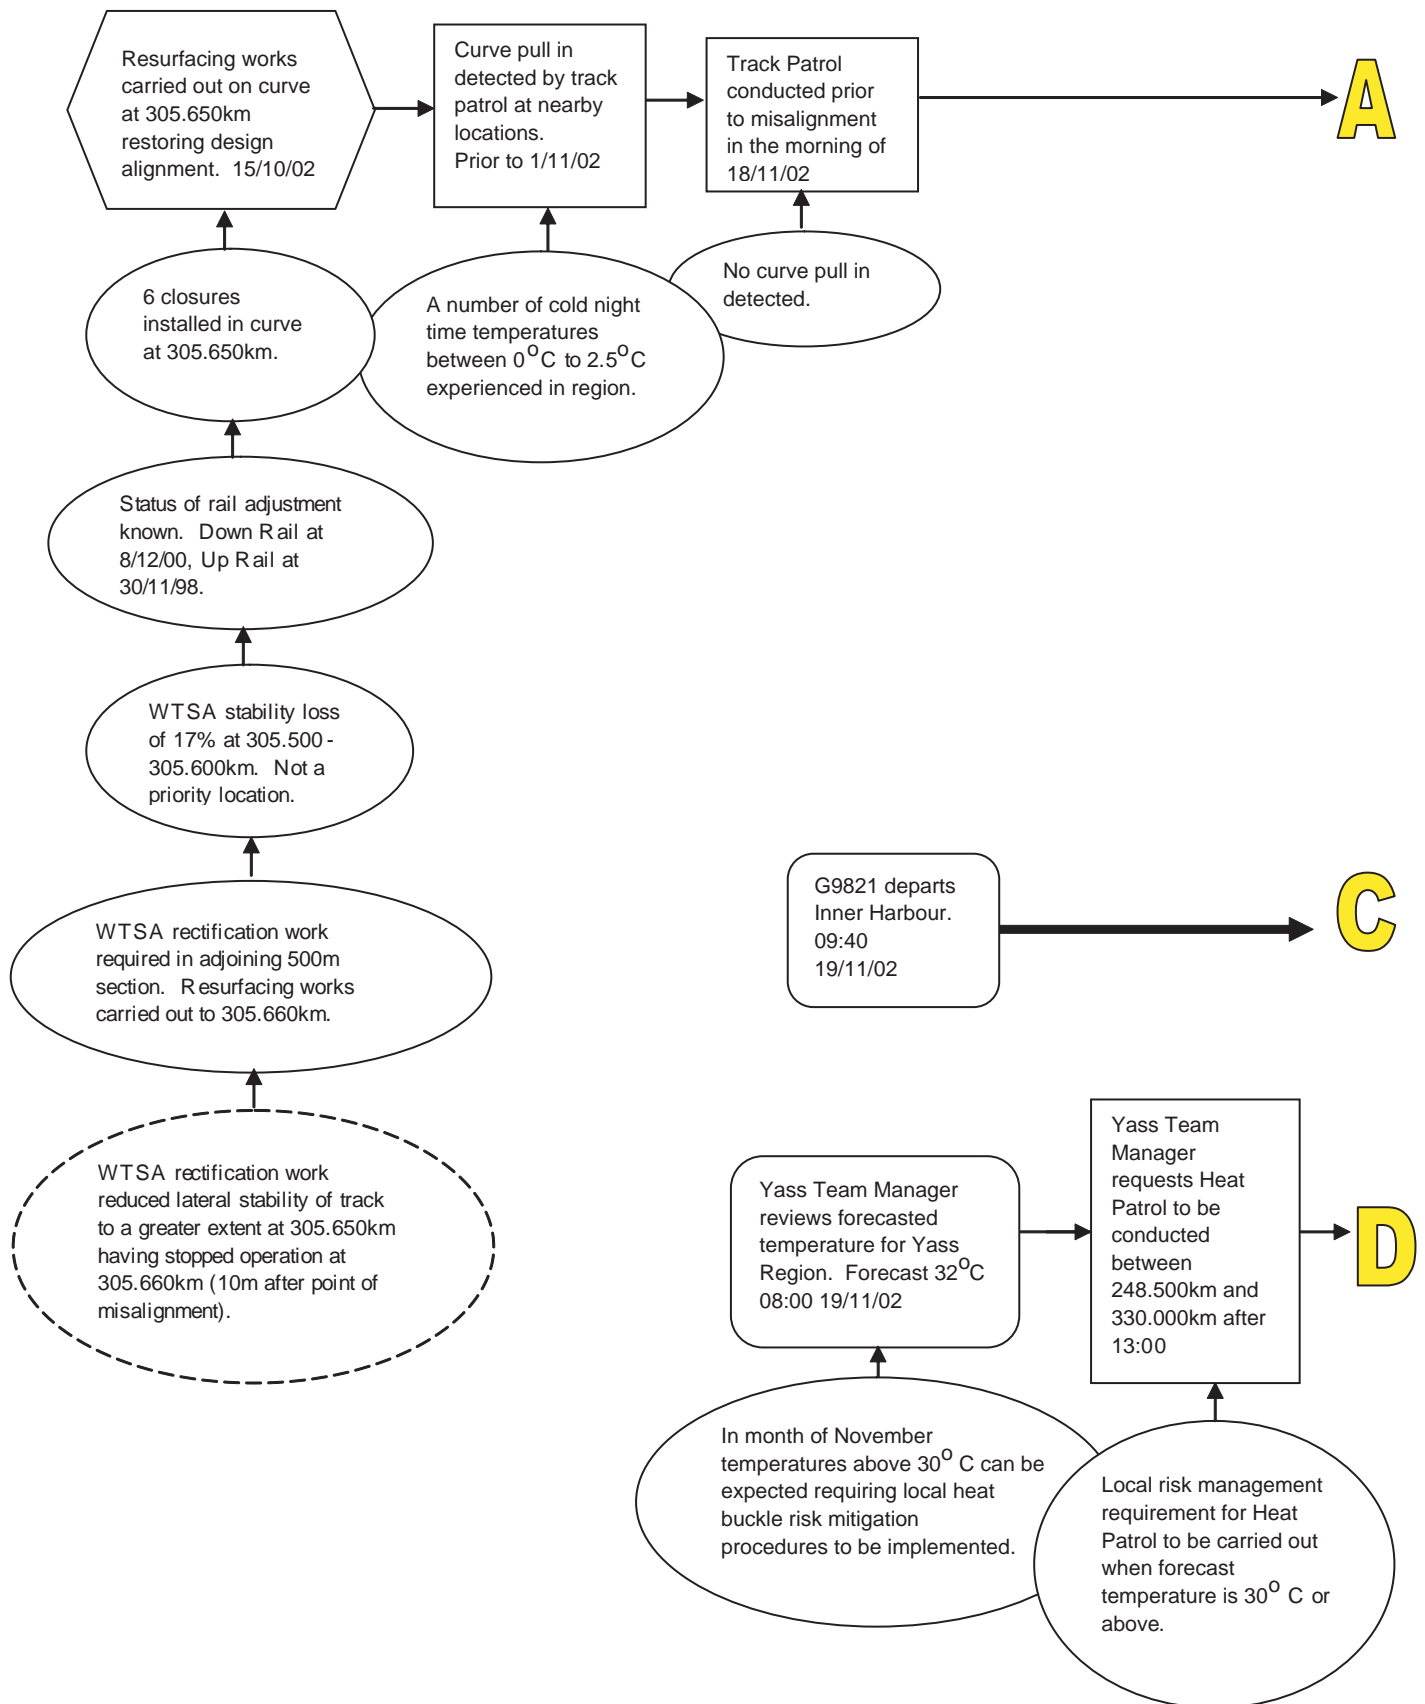 Resurfacing works
carried out on curve
at 305.650km
restoring design
alignment.  15/10/02
Curve pull in
detected by track
patrol at nearby
locations.
Prior to 1/11/02
Track Patrol
conducted prior
to misalignment
in the morning of
18/11/02
A
6 closures
installed in curve
at 305.650km.
A number of cold night
time temperatures
between 0°C to 2.5°C
experienced in region.
No curve pull in
detected.
Status of rail adjustment
known.  Down Rail at
8/12/00, Up Rail at
30/11/98.
WTSA stability loss
of 17% at 305.500 -
305.600km.  Not a
priority location.
WTSA rectification work
required in adjoining 500m
section.  Resurfacing works
carried out to 305.660km.
G9821 departs
Inner Harbour.
09:40
19/11/02
C
WTSA rectification work
reduced lateral stability of track
to a greater extent at 305.650km
having stopped operation at
305.660km (10m after point of
misalignment).
Yass Team Manager
reviews forecasted
temperature for Yass
Region.  Forecast 32°C
08:00 19/11/02
Yass Team
Manager
requests Heat
Patrol to be
conducted
between
248.500km and
330.000km after
13:00
D
In month of November
temperatures above 30° C can be
expected requiring local heat
buckle risk mitigation
procedures to be implemented.
Local risk management
requirement for Heat
Patrol to be carried out
when forecast
temperature is 30° C or
above.